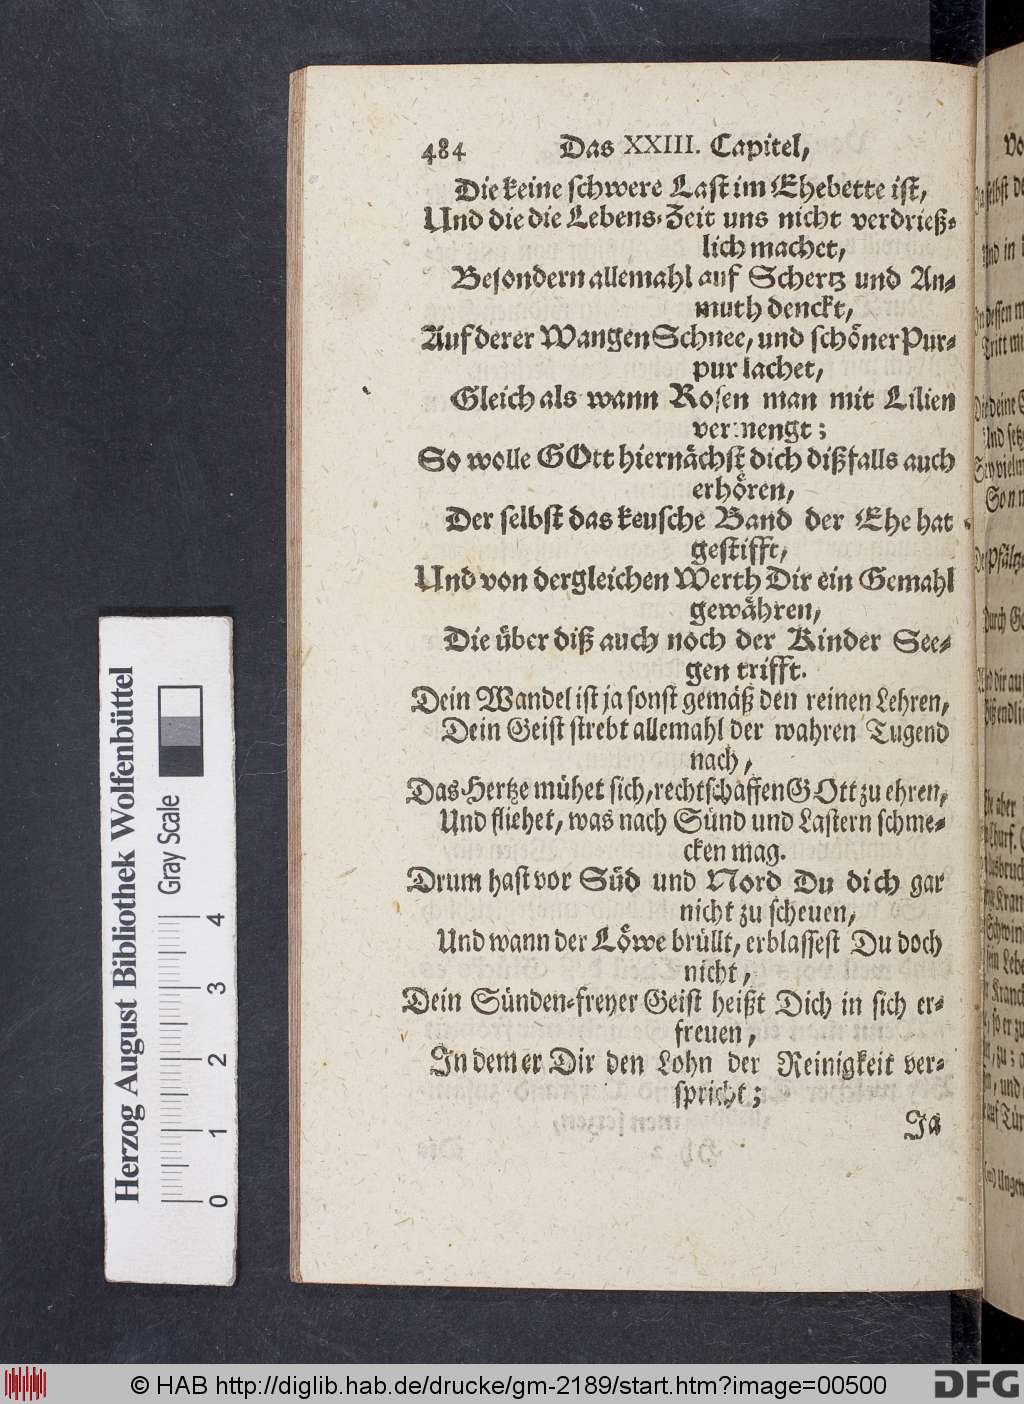 484 Das XXIII. Capitel,
Die keine schwere Last im Ehebette ist,
Und die die Lebens-Zeit uns nicht verdrieß-
lich machet,
Besondern allemahl auf Schertz und An-
muth denckt,
Auf derer Wangen Schnee, und schöner Pur-
pur lachet,
Gleich als wann Rosen man mit Lilien
vermengt;
So wolle GOtt hiernächst dich dißfalls auch
erhören,
Der selbst das keusche Band der Ehe hat
gestifft,
Und von dergleichen Werth Dir ein Gemahl
gewähren,
Die über diß auch noch der Kinder See-
gen trifft.
Dein Wandel ist ja sonst gemäß den reinen Lehren,
Dein Geist strebt allemahl der wahren Tugend
nach,
Das Hertze mühet sich, rechtschaffen GOtt zu ehren,
Und fliehet, was nach Sünd und Lastern schme-
cken mag.
Drum hast vor Süd und Nord Du dich gar
nicht zu scheuen,
Und wann der Löwe brüllt, erblassest Du doch
nicht,
Dein Sünden-freyer Geist heißt Dich in sich er-
freuen,
In dem er Dir den Lohn der Reinigkeit ver-
spricht;
Ja
Herzog August Bibliothek Wolfenbüttel
Gray Scale
0 1 2 3 4
© HAB http://diglib.hab.de/drucke/gm-2189/start.htm?image=00500
DFG